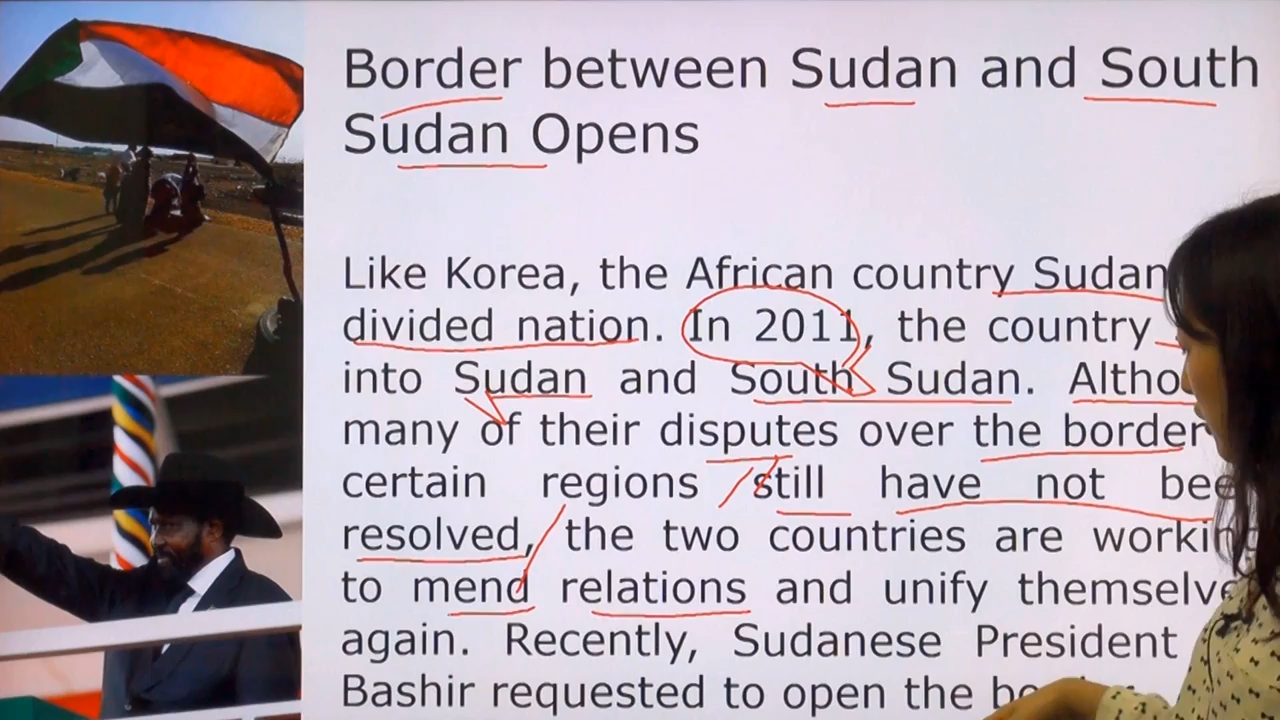 Border between Sudan and South
Sudan Opens
Like Korea, the African country Sudan
divided nation. In 2011, the country
into Sudan and South Sudan.
many of their disputes over the border
certain regions still have not
resolved, the two countries are
to mend relations and unify
again. Recently, Sudanese President
Bashir requested to open the